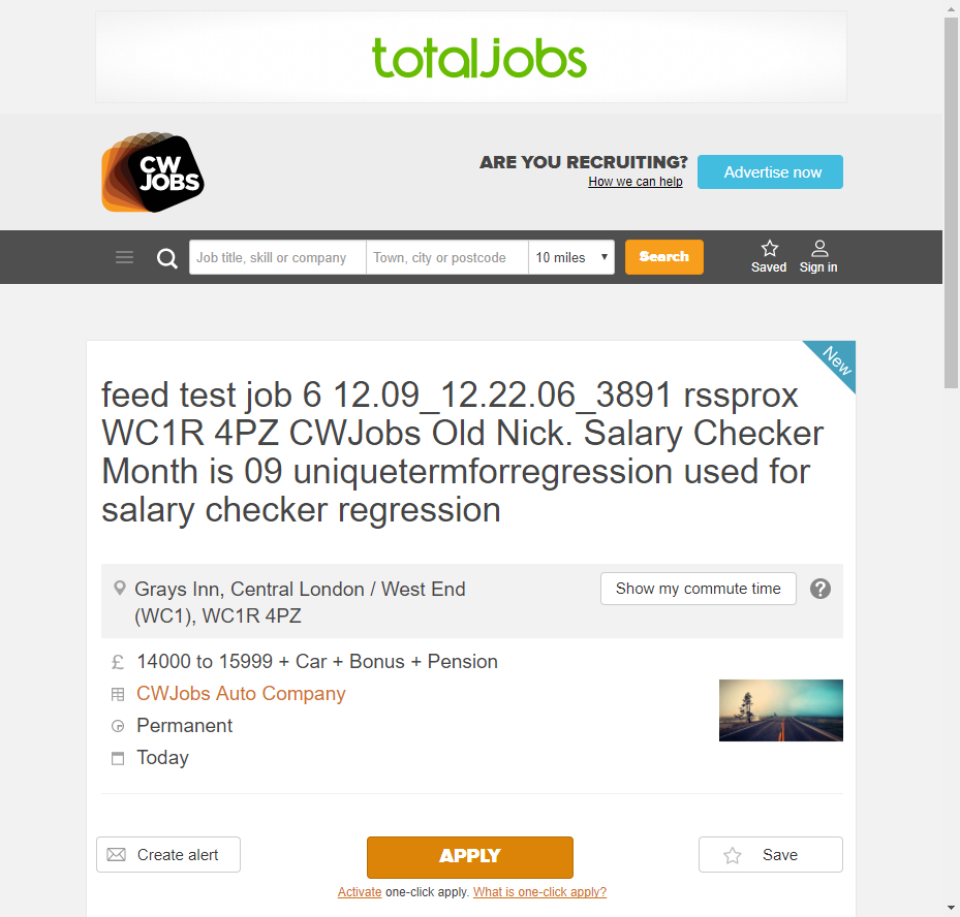 totaljobs
CW
JOBS
ARE YOU RECRUITING?
How we can help
Advertise now
Job title, skill or company
Town, city or postcode
10 miles
Search
Saved
Sign in
New
feed test job 6 12.09_12.22.06_3891 rssprox
WC1R 4PZ CWJobs Old Nick. Salary Checker
Month is 09 uniquetermforregression used for
salary checker regression
Grays Inn, Central London / West End
(WC1), WC1R 4PZ
Show my commute time
?
£ 14000 to 15999 + Car + Bonus + Pension
CWJobs Auto Company
Permanent
Today
Create alert
APPLY
Save
Activate one-click apply. What is one-click apply?